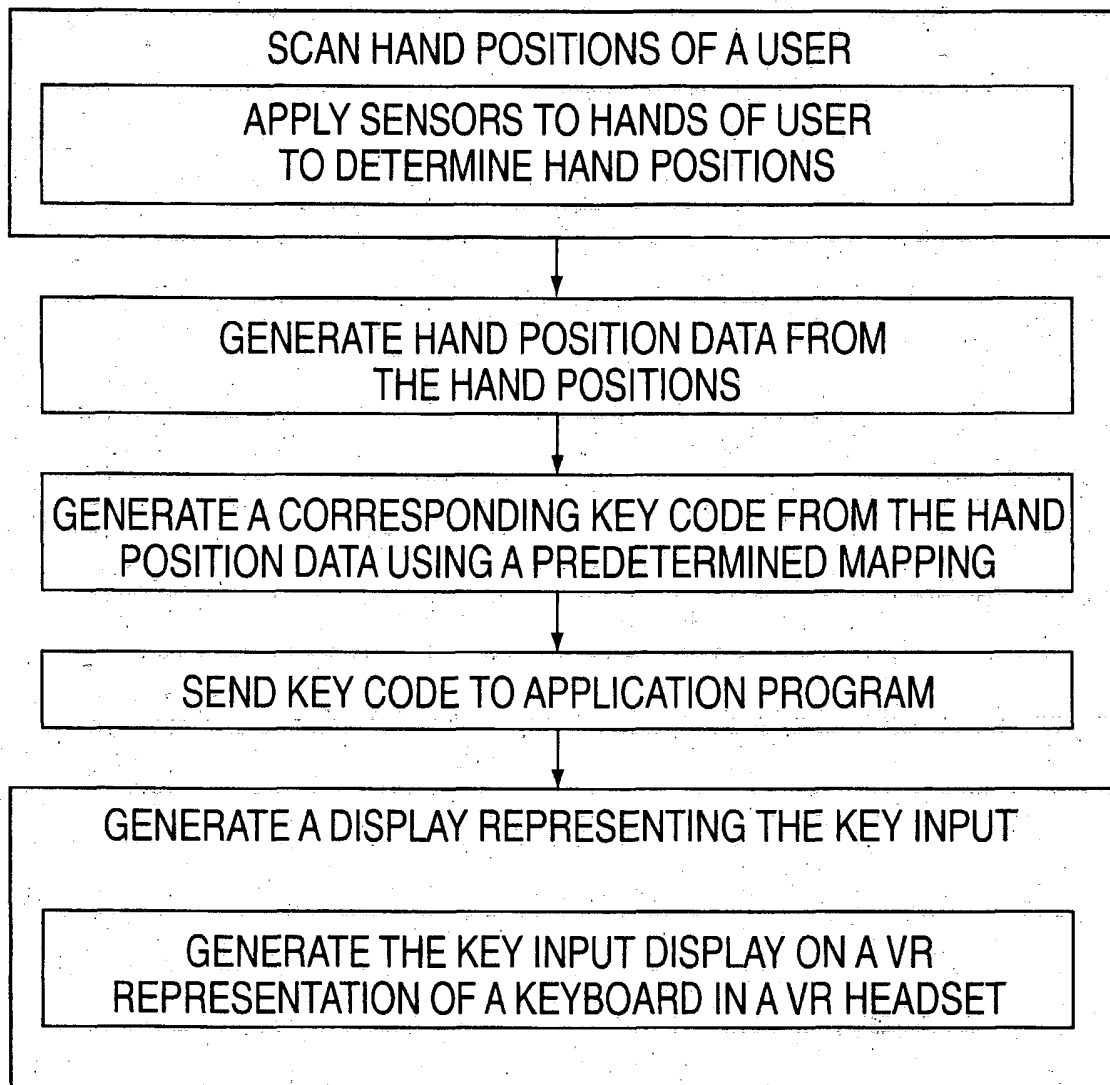 SCAN HAND POSITIONS OF A USER
APPLY SENSORS TO HANDS OF USER
TO DETERMINE HAND POSITIONS
GENERATE HAND POSITION DATA FROM
THE HAND POSITIONS
GENERATE A CORRESPONDING KEY CODE FROM THE HAND
POSITION DATA USING A PREDETERMINED MAPPING
SEND KEY CODE TO APPLICATION PROGRAM
GENERATE A DISPLAY REPRESENTING THE KEY INPUT
GENERATE THE KEY INPUT DISPLAY ON A VR
REPRESENTATION OF A KEYBOARD IN A VR HEADSET